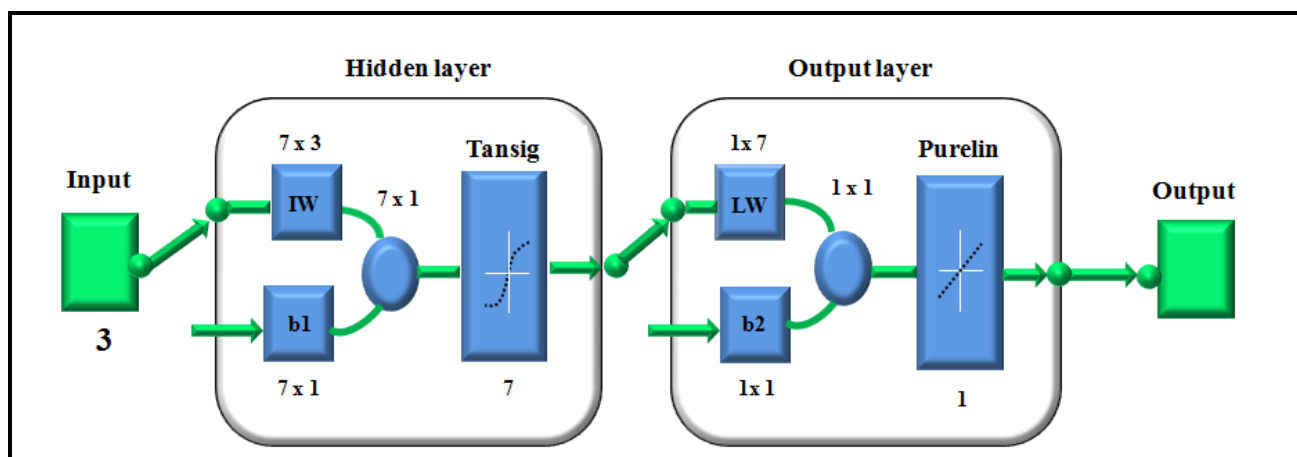 Hidden layer
Output layer
7 x 3
Tansig
1x 7
Purelin
Input
IW
7 x 1
LW
1 x 1
Output
3
b1
b2
7 x 1
7
1x 1
1